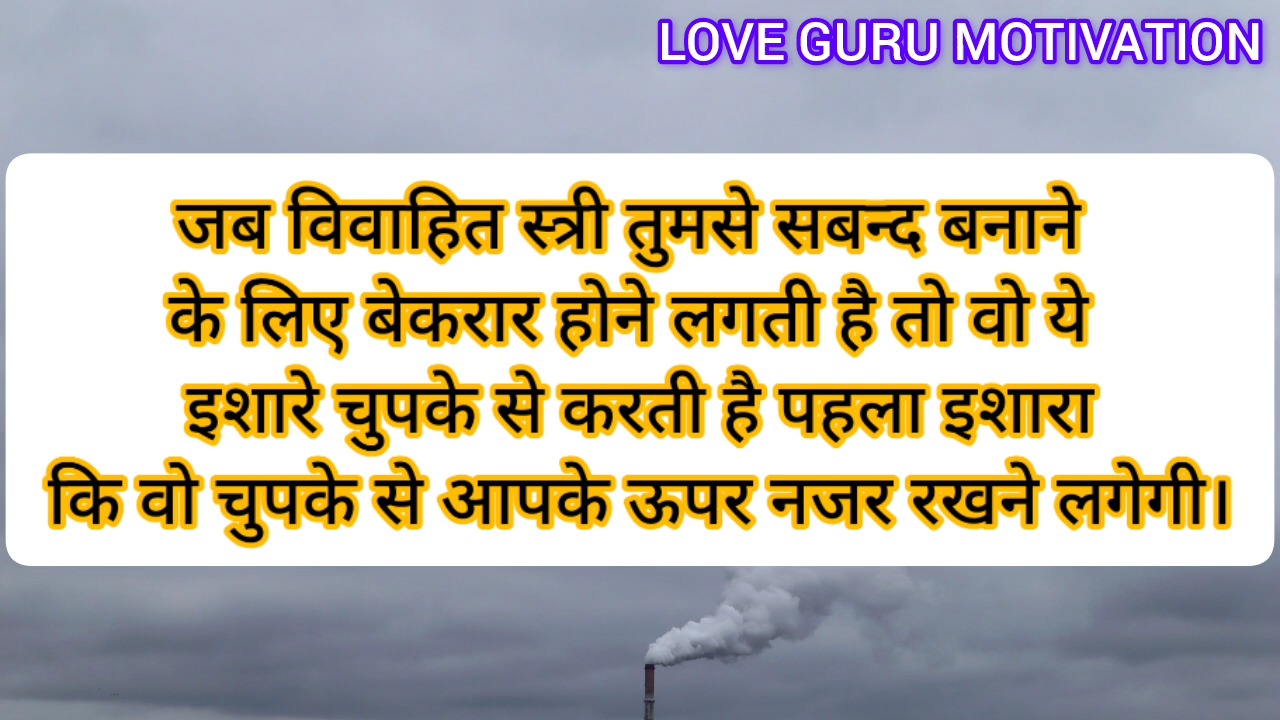 LOVE GURU MOTIVATION
जब विवाहित स्त्री तुमसे सबन्द बनाने
के लिए बेकरार होने लगती है तो वो ये
इशारे चुपके से करती है पहला इशारा
कि वो चुपके से आपके ऊपर नजर रखने लगेगी।